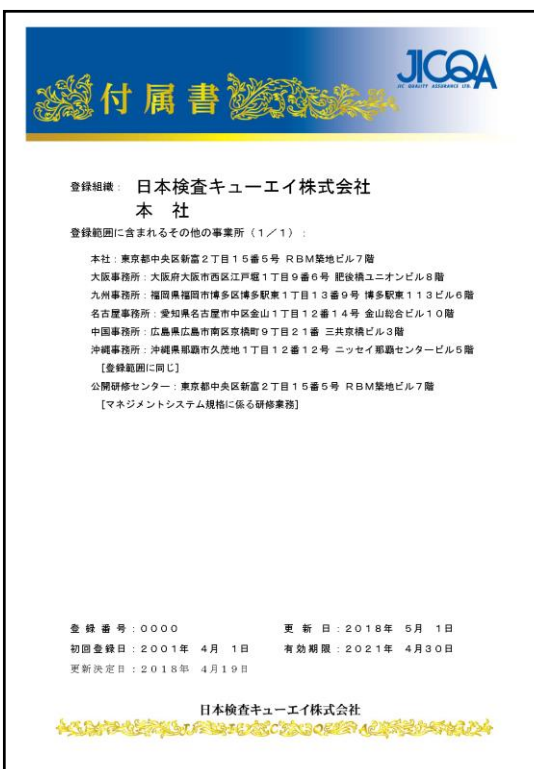 JICQA
JIC QUALITY ASSURANCE LTD.
付属書
登録組織: 日本検査キューエイ株式会社
本 社
登録範囲に含まれるその他の事業所(1/1):
本社:東京都中央区新富2丁目15番5号 RBM築地ビル7階
大阪事務所:大阪府大阪市西区江戸堀1丁目9番6号 肥後橋ユニオンビル8階
九州事務所:福岡県福岡市博多区博多駅東1丁目13番9号 博多駅東113ビル6階
名古屋事務所:愛知県名古屋市中区金山1丁目12番14号 金山総合ビル10階
中国事務所:広島県広島市南区京橋町9丁目21番 三共京橋ビル3階
沖縄事務所:沖縄県那覇市久茂地1丁目12番12号 ニッセイ那覇センタービル5階
[登録範囲に同じ]
公開研修センター:東京都中央区新富2丁目15番5号 RBM築地ビル7階
[マネジメントシステム規格に係る研修業務]
登録番号:0000 更新日:2018年 5月 1日
初回登録日:2001年 4月 1日 有効期限:2021年 4月30日
更新決定日:2018年 4月19日
日本検査キューエイ株式会社